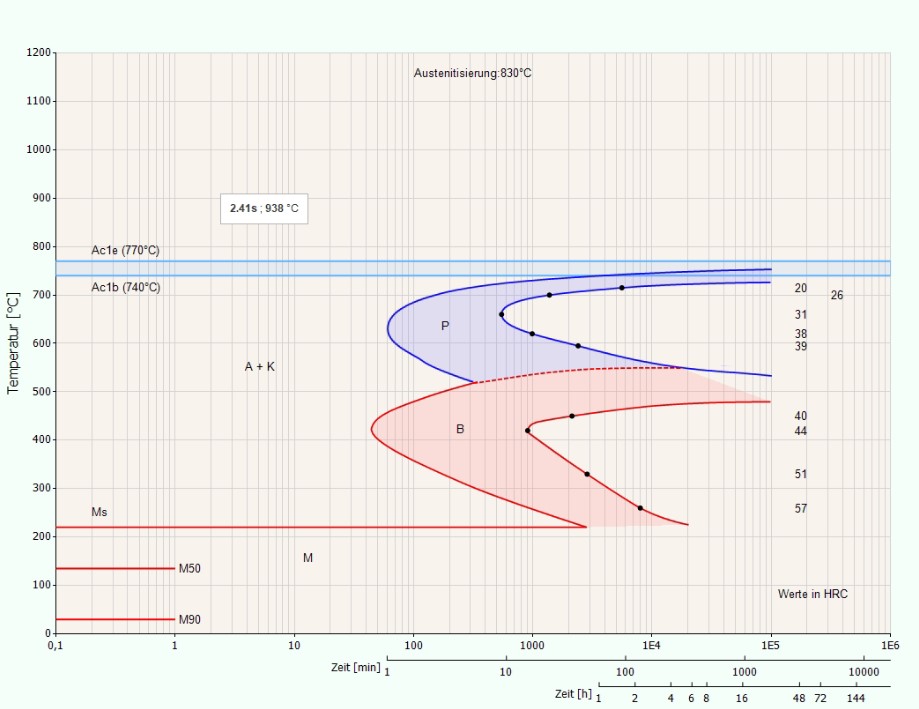 1200
Austenitisierung:830°C
1100
1000
900
2.41s ; 938 °C
800
Ac1e (770°C)
Ac1b (740°C)
700
20
26
P
31
38
600
39
A + K
500
40
B
44
400
51
300
57
Ms
200
M
M50
100
Werte in HRC
M90
0
Temperatur [°C]
0,1 1 10 100 1000 1E4 1E5 1E6
Zeit [min] 1 10 100 1000 10000
Zeit [h] 1 2 4 6 8 16 48 72 144